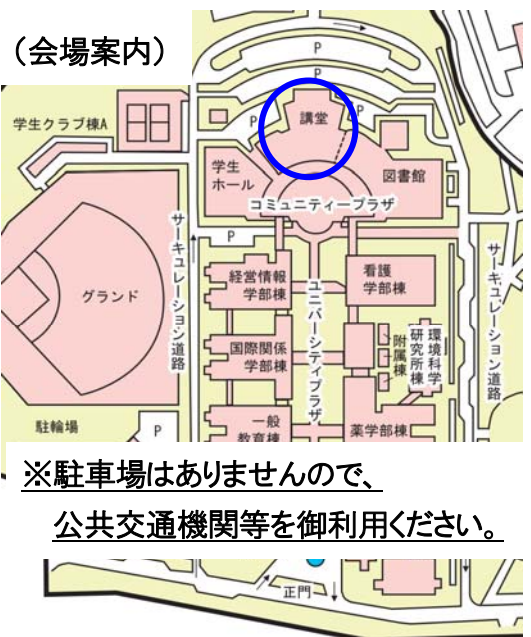 （会場案内）
P
P
P
P
講堂
学生クラブ棟A
学生
ホール
図書館
コミュニティープラザ
P
サーキュレーション道路
サーキュレーション道路
経営情報
学部棟
看護
学部棟
ユニバーシティプラザ
グランド
国際関係
学部棟
附属棟
環境科学
研究所棟
駐輪場
P
一般
教育棟
薬学部棟
※駐車場はありませんので、
公共交通機関等を御利用ください。
正門